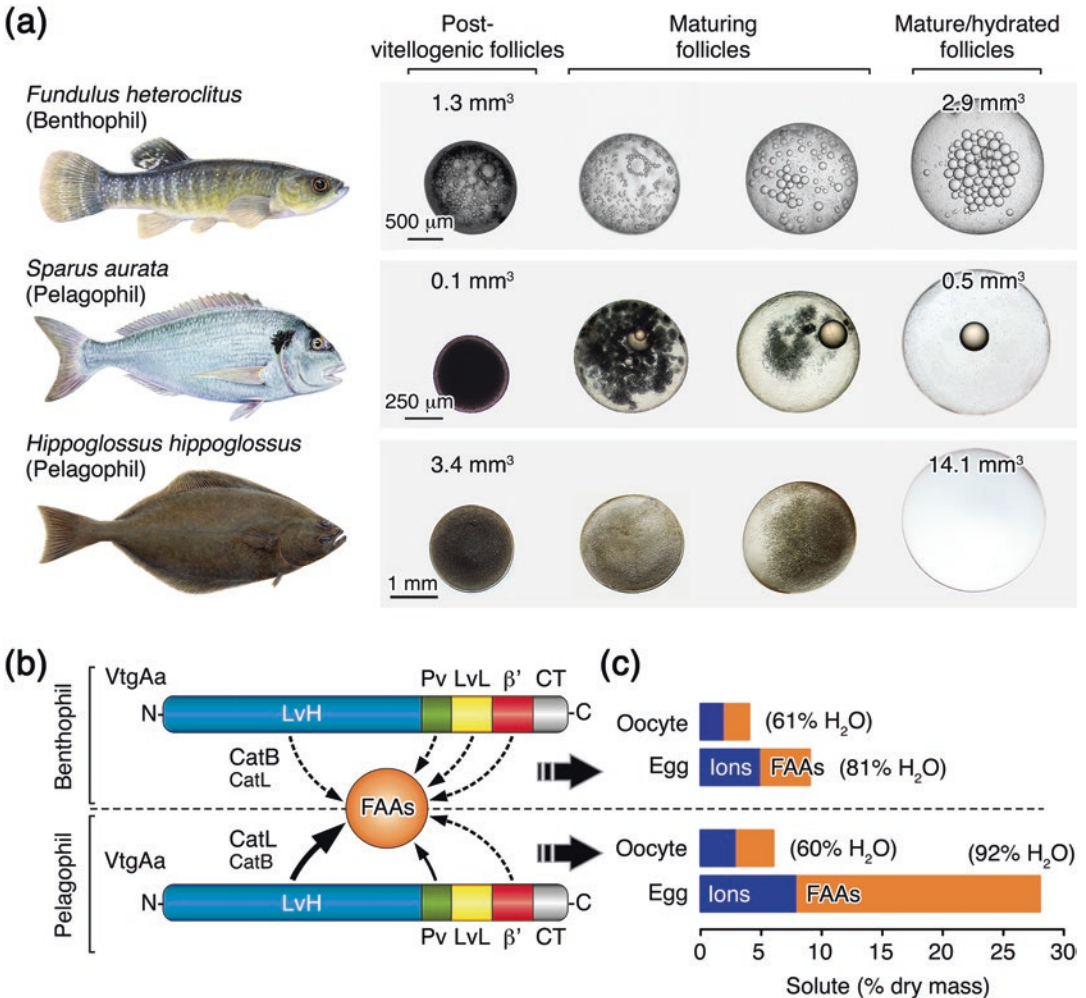 (a)
Post-
vitellogenic follicles
Maturing
follicles
Mature/hydrated
follicles
Fundulus heteroclitus
(Benthophil)
1.3 mm³
2.9 mm³
500 µm
Sparus aurata
(Pelagophil)
0.1 mm³
0.5 mm³
250 µm
Hippoglossus hippoglossus
(Pelagophil)
3.4 mm³
14.1 mm³
1 mm
(b)
Benthophil
VtgAa
Pv LvL β' CT
N- LvH -C
CatB
CatL
FAAs
Pelagophil
CatL
CatB
VtgAa
N- LvH -C
Pv LvL β' CT
(c)
Oocyte (61% H₂O)
Egg Ions FAAs (81% H₂O)
Oocyte (60% H₂O) (92% H₂O)
Egg Ions FAAs
0 5 10 15 20 25 30
Solute (% dry mass)